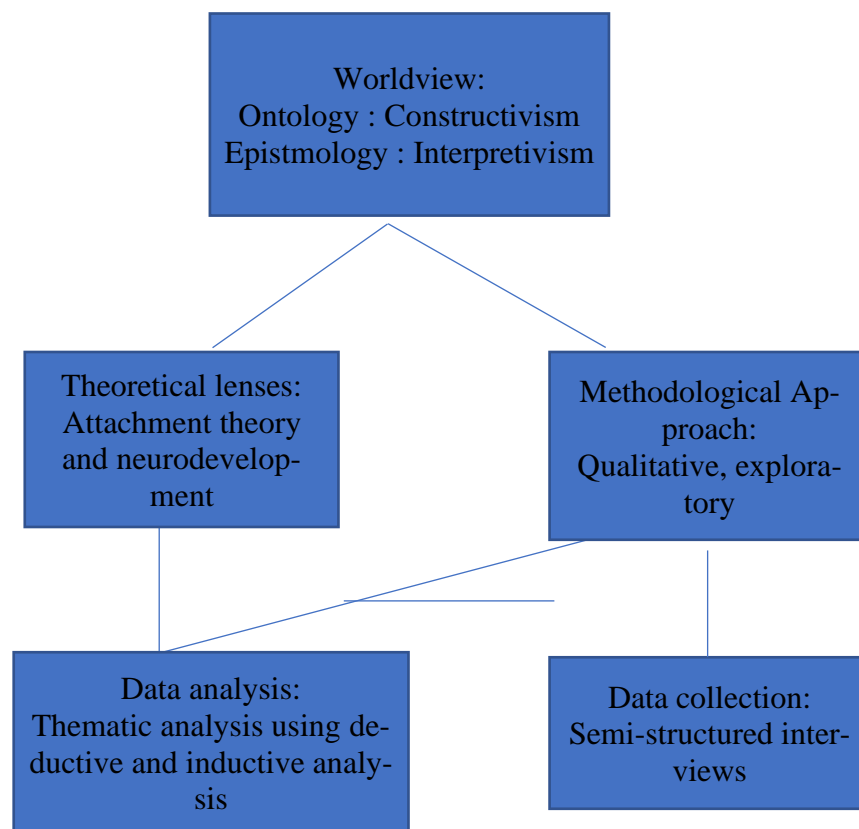 Worldview:
Ontology : Constructivism
Epistmology : Interpretivism
Theoretical lenses:
Attachment theory
and neurodevelop-
ment
Methodological Ap-
proach:
Qualitative, explora-
tory
Data analysis:
Thematic analysis using de-
ductive and inductive analy-
sis
Data collection:
Semi-structured inter-
views